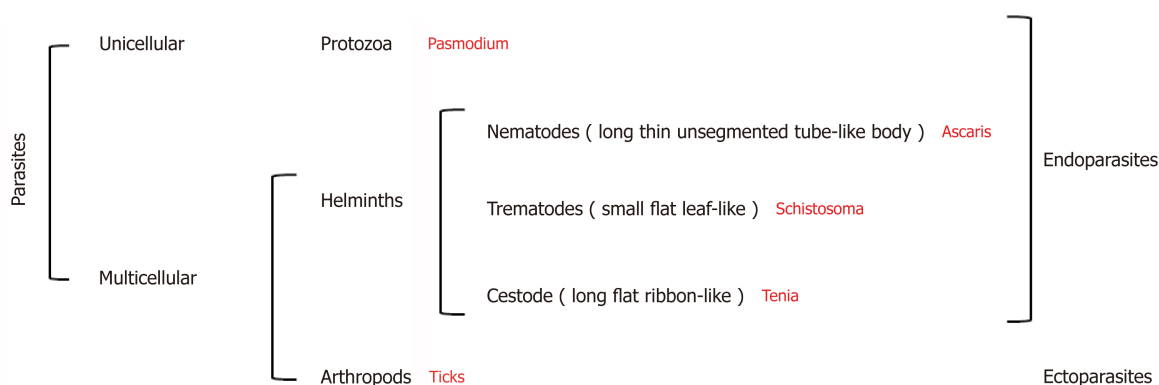 Unicellular Protozoa Pasmodium
Nematodes ( long thin unsegmented tube-like body ) Ascaris
Parasites
Endoparasites
Helminths
Trematodes ( small flat leaf-like ) Schistosoma
Multicellular
Cestode ( long flat ribbon-like ) Tenia
Arthropods Ticks
Ectoparasites